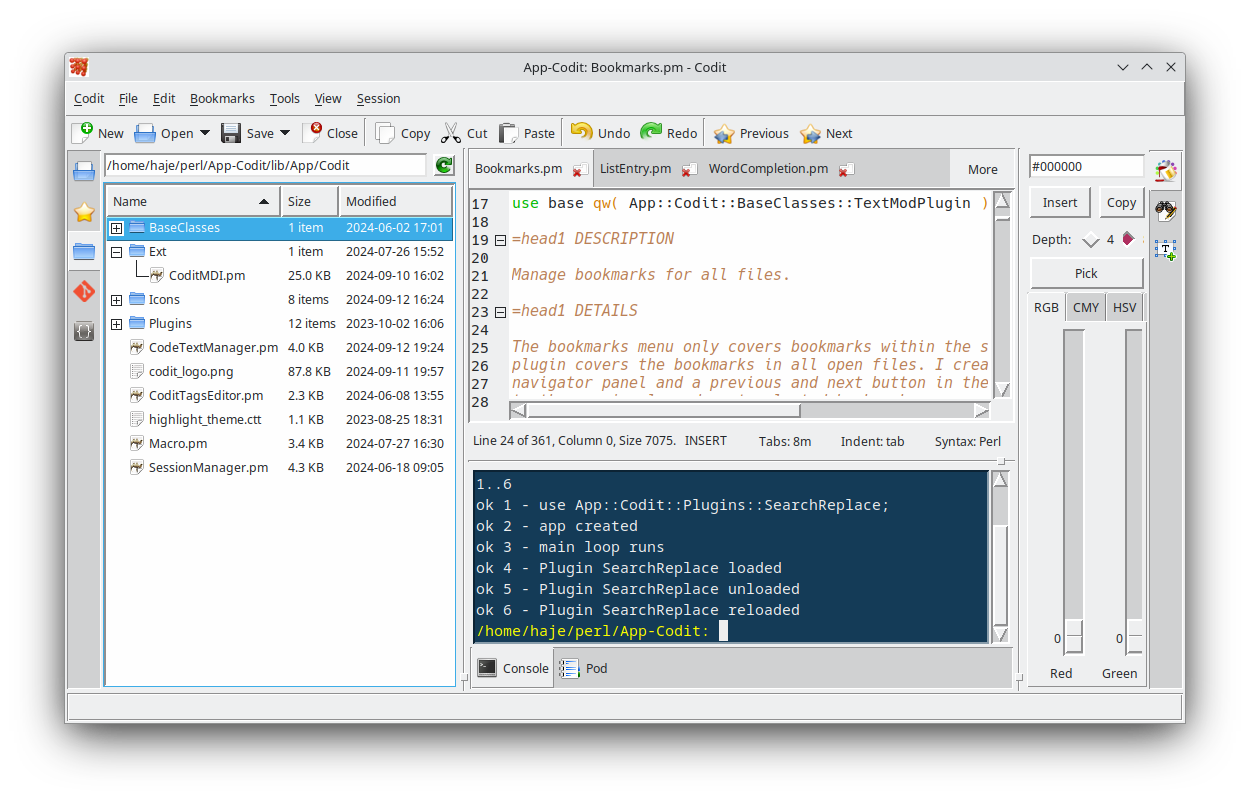 App-Codit: Bookmarks.pm - Codit
Codit File Edit Bookmarks Tools View Session
New Open Save Close Copy Cut Paste Undo Redo Previous Next
/home/haje/perl/App-Codit/lib/App/Codit
Name Size Modified
BaseClasses 1 item 2024-06-02 17:01
Ext 1 item 2024-07-26 15:52
CoditMDI.pm 25.0 KB 2024-09-10 16:02
Icons 8 items 2024-09-12 16:24
Plugins 12 items 2023-10-02 16:06
CodeTextManager.pm 4.0 KB 2024-09-12 19:24
codit_logo.png 87.8 KB 2024-09-11 19:57
CoditTagsEditor.pm 2.3 KB 2024-06-08 13:55
highlight_theme.ctt 1.1 KB 2023-08-25 18:31
Macro.pm 3.4 KB 2024-07-27 16:30
SessionManager.pm 4.3 KB 2024-06-18 09:05
Bookmarks.pm ListEntry.pm WordCompletion.pm More
17 use base qw( App::Codit::BaseClasses::TextModPlugin )
18
19 =head1 DESCRIPTION
20
21 Manage bookmarks for all files.
22
23 =head1 DETAILS
24
25 The bookmarks menu only covers bookmarks within the s
26 plugin covers the bookmarks in all open files. I crea
27 navigator panel and a previous and next button in the
28
Line 24 of 361, Column 0, Size 7075. INSERT Tabs: 8m Indent: tab Syntax: Perl
1..6
ok 1 - use App::Codit::Plugins::SearchReplace;
ok 2 - app created
ok 3 - main loop runs
ok 4 - Plugin SearchReplace loaded
ok 5 - Plugin SearchReplace unloaded
ok 6 - Plugin SearchReplace reloaded
/home/haje/perl/App-Codit:
Console Pod
#000000
Insert Copy
Depth: 4
Pick
RGB CMY HSV
0 0
Red Green